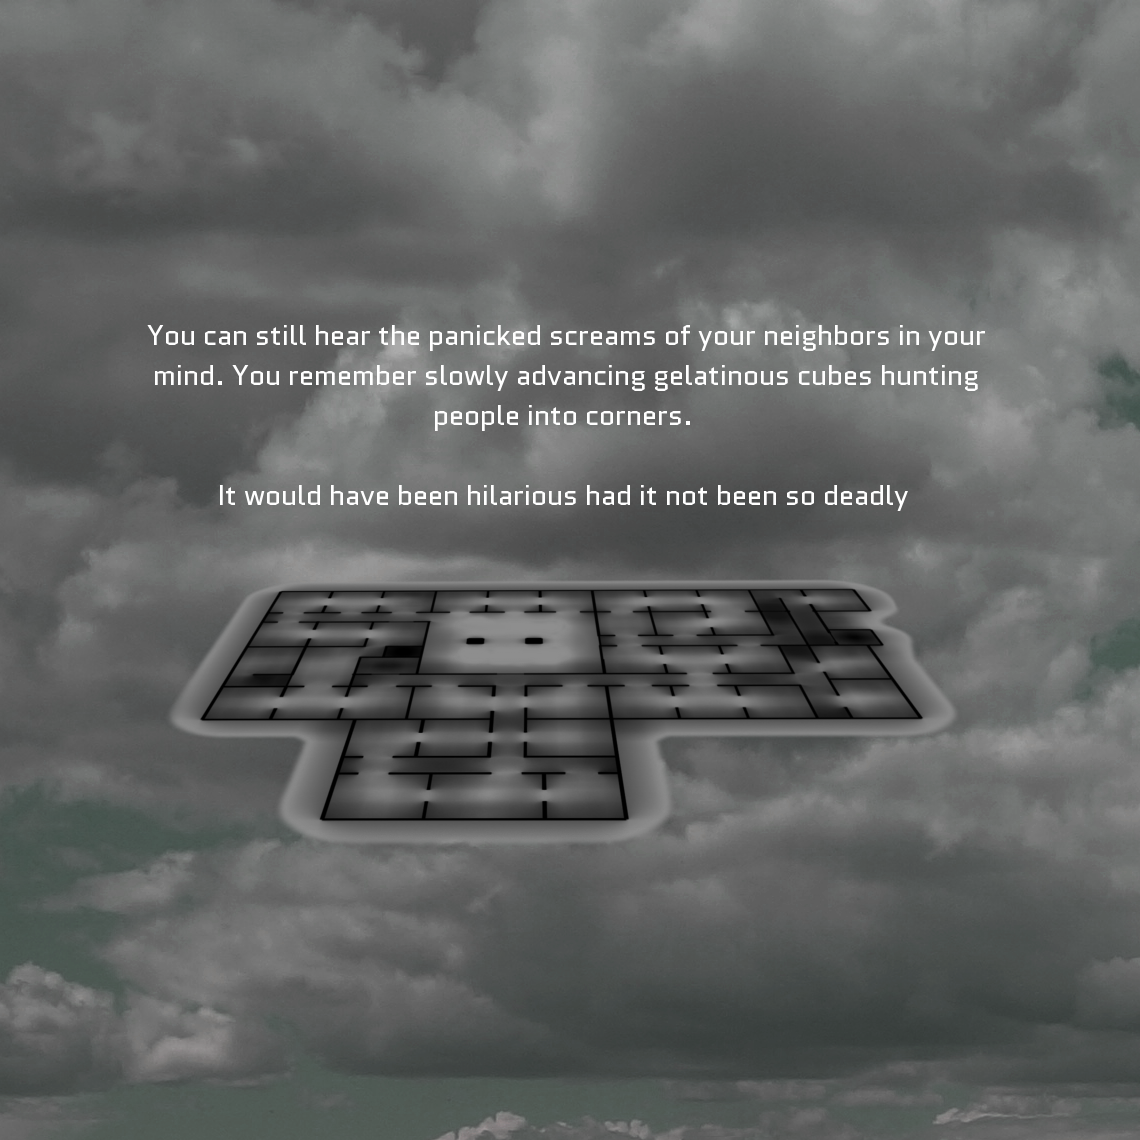 You can still hear the panicked screams of your neighbors in your
mind. You remember slowly advancing gelatinous cubes hunting
people into corners.
It would have been hilarious had it not been so deadly